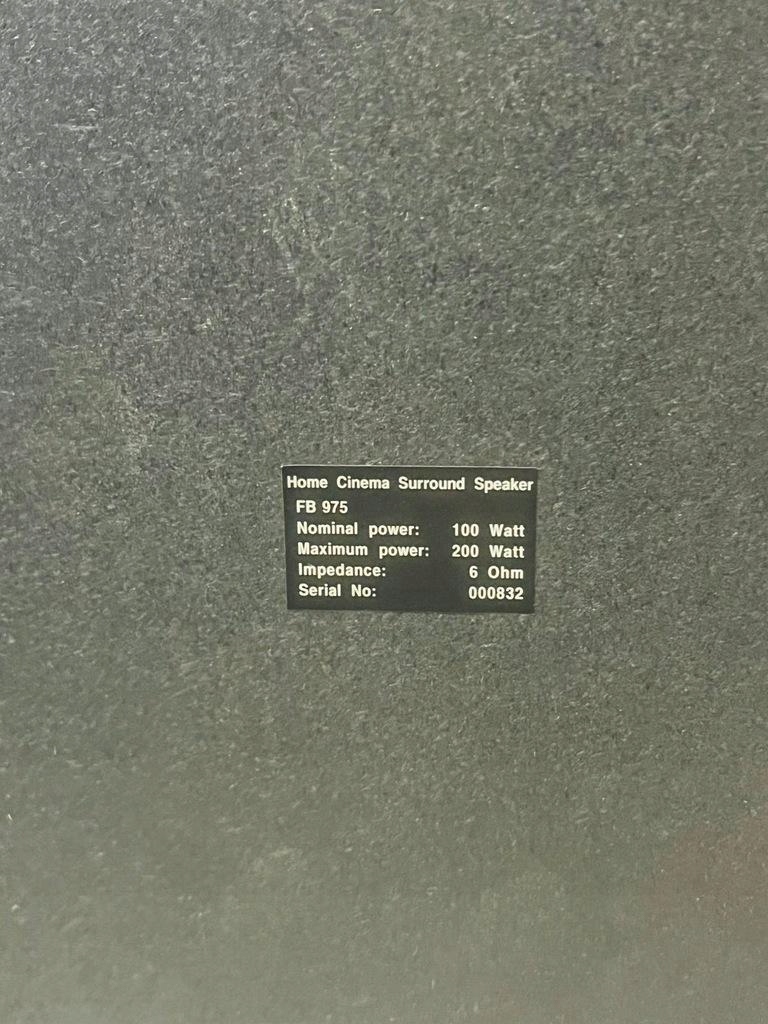 Home Cinema Surround Speaker
FB 975
Nominal power: 100 Watt
Maximum power: 200 Watt
Impedance: 6 Ohm
Serial No: 000832